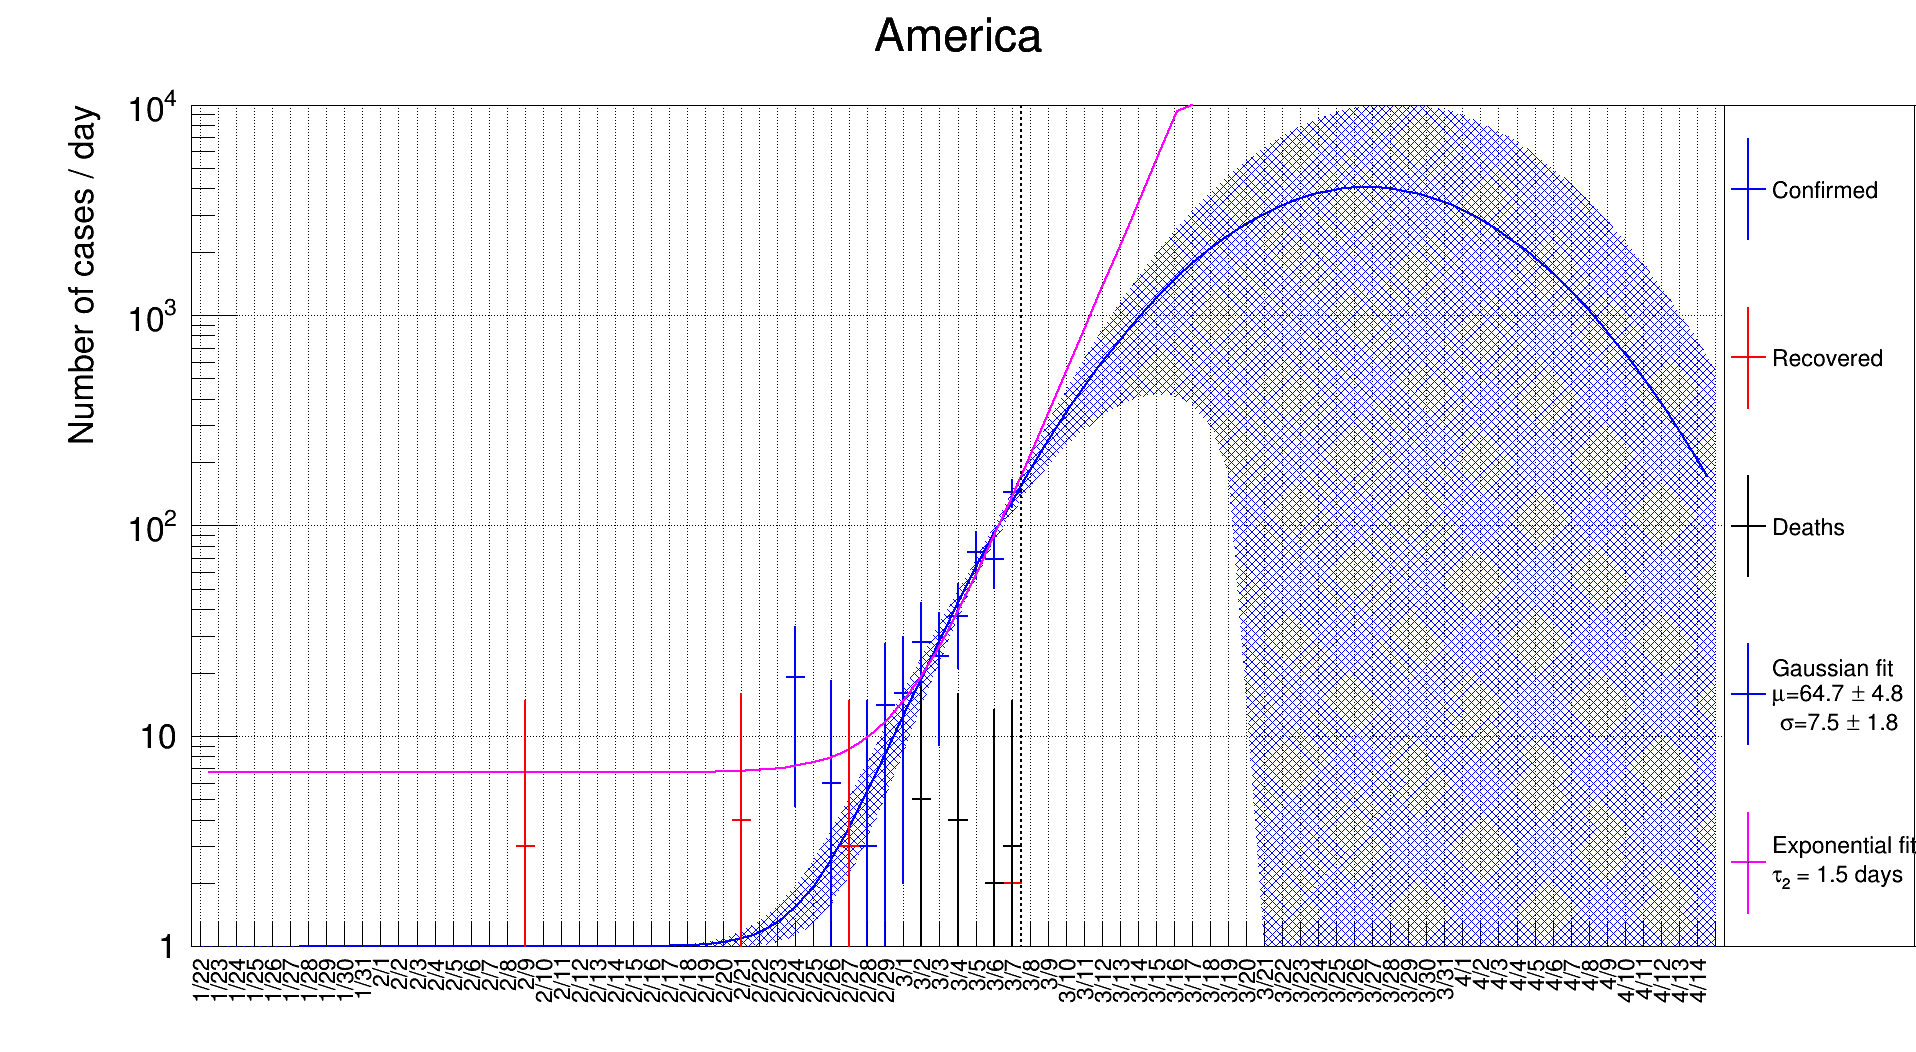 America
Number of cases / day
10⁴
10³
10²
10
1
1/22 1/23 1/24 1/25 1/26 1/27 1/28 1/29 1/30 1/31 2/1 2/2 2/3 2/4 2/5 2/6 2/7 2/8 2/9 2/10 2/11 2/12 2/13 2/14 2/15 2/16 2/17 2/18 2/19 2/20 2/21 2/22 2/23 2/24 2/25 2/26 2/27 2/28 2/29 3/1 3/2 3/3 3/4 3/5 3/6 3/7 3/8 3/9 3/10 3/11 3/12 3/13 3/14 3/15 3/16 3/17 3/18 3/19 3/20 3/21 3/22 3/23 3/24 3/25 3/26 3/27 3/28 3/29 3/30 3/31 4/1 4/2 4/3 4/4 4/5 4/6 4/7 4/8 4/9 4/10 4/11 4/12 4/13 4/14
Confirmed
Recovered
Deaths
Gaussian fit
μ=64.7 ± 4.8
σ=7.5 ± 1.8
Exponential fit
τ₂ = 1.5 days